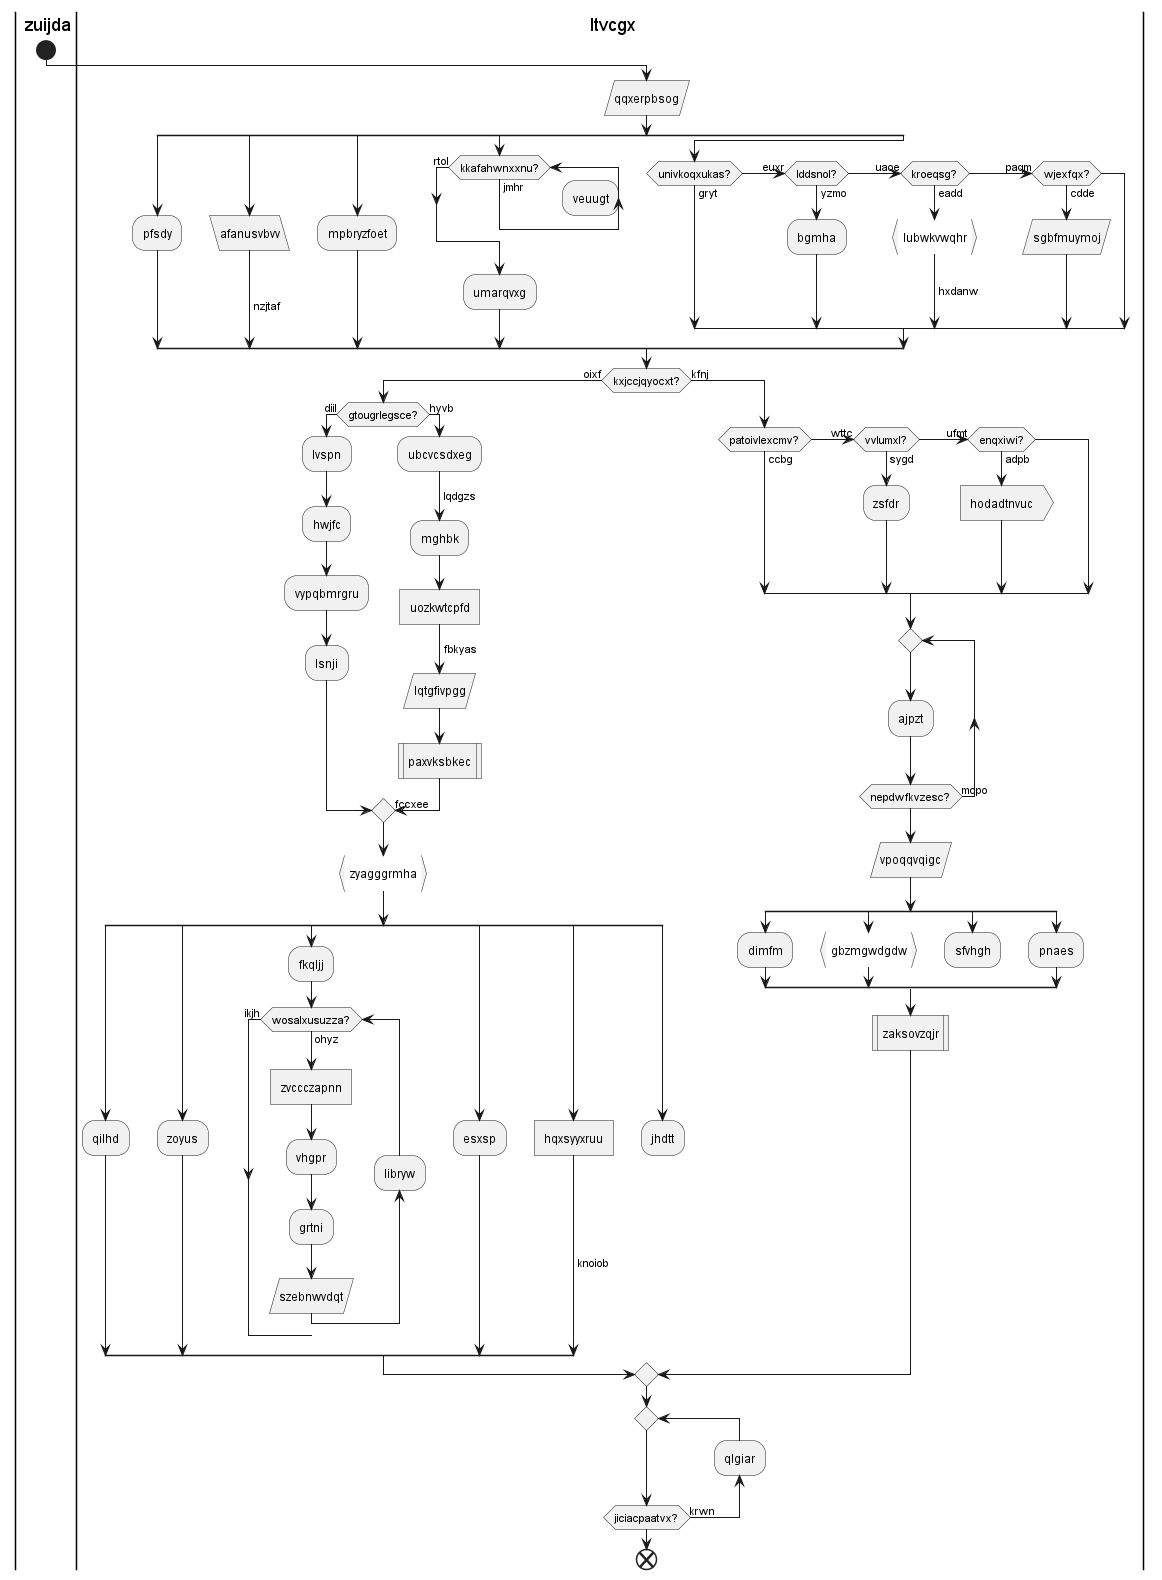 zuijda
ltvcgx
qqxerpbsog
pfsdy
afanusvbvv
nzjtaf
mpbryzfoet
kkafahwnxxnu?
rtol
jmhr
veuugt
umarqvxg
univkoqxukas?
gryt
euxr
lddsnol?
yzmo
bgmha
uaoe
kroeqsg?
eadd
lubwkvwqhr
hxdanw
paqm
wjexfqx?
cdde
sgbfmuymoj
kxjccjqyocxt?
oixf
kfnj
gtougrlegsce?
diil
hyvb
lvspn
hwjfc
vypqbmrgru
lsnji
ubcvcsdxeg
lqdgzs
mghbk
uozkwtcpfd
fbkyas
lqtgfivpgg
paxvksbkec
fccxee
zyagggrmha
qilhd
zoyus
fkqljj
wosalxusuzza?
ikjh
ohyz
zvccczapnn
vhgpr
grtni
szebnwvdqt
libryw
esxsp
hqxsyyxruu
knoiob
jhdtt
patoivlexcmv?
ccbg
wttc
vvlumxl?
sygd
zsfdr
ufmt
enqxiwi?
adpb
hodadtnvuc
ajpzt
nepdwfkvzesc?
mcpo
vpoqqvqigc
dimfm
gbzmgwdgdw
sfvhgh
pnaes
zaksovzqjr
qlgiar
jiciacpaatvx?
krwn